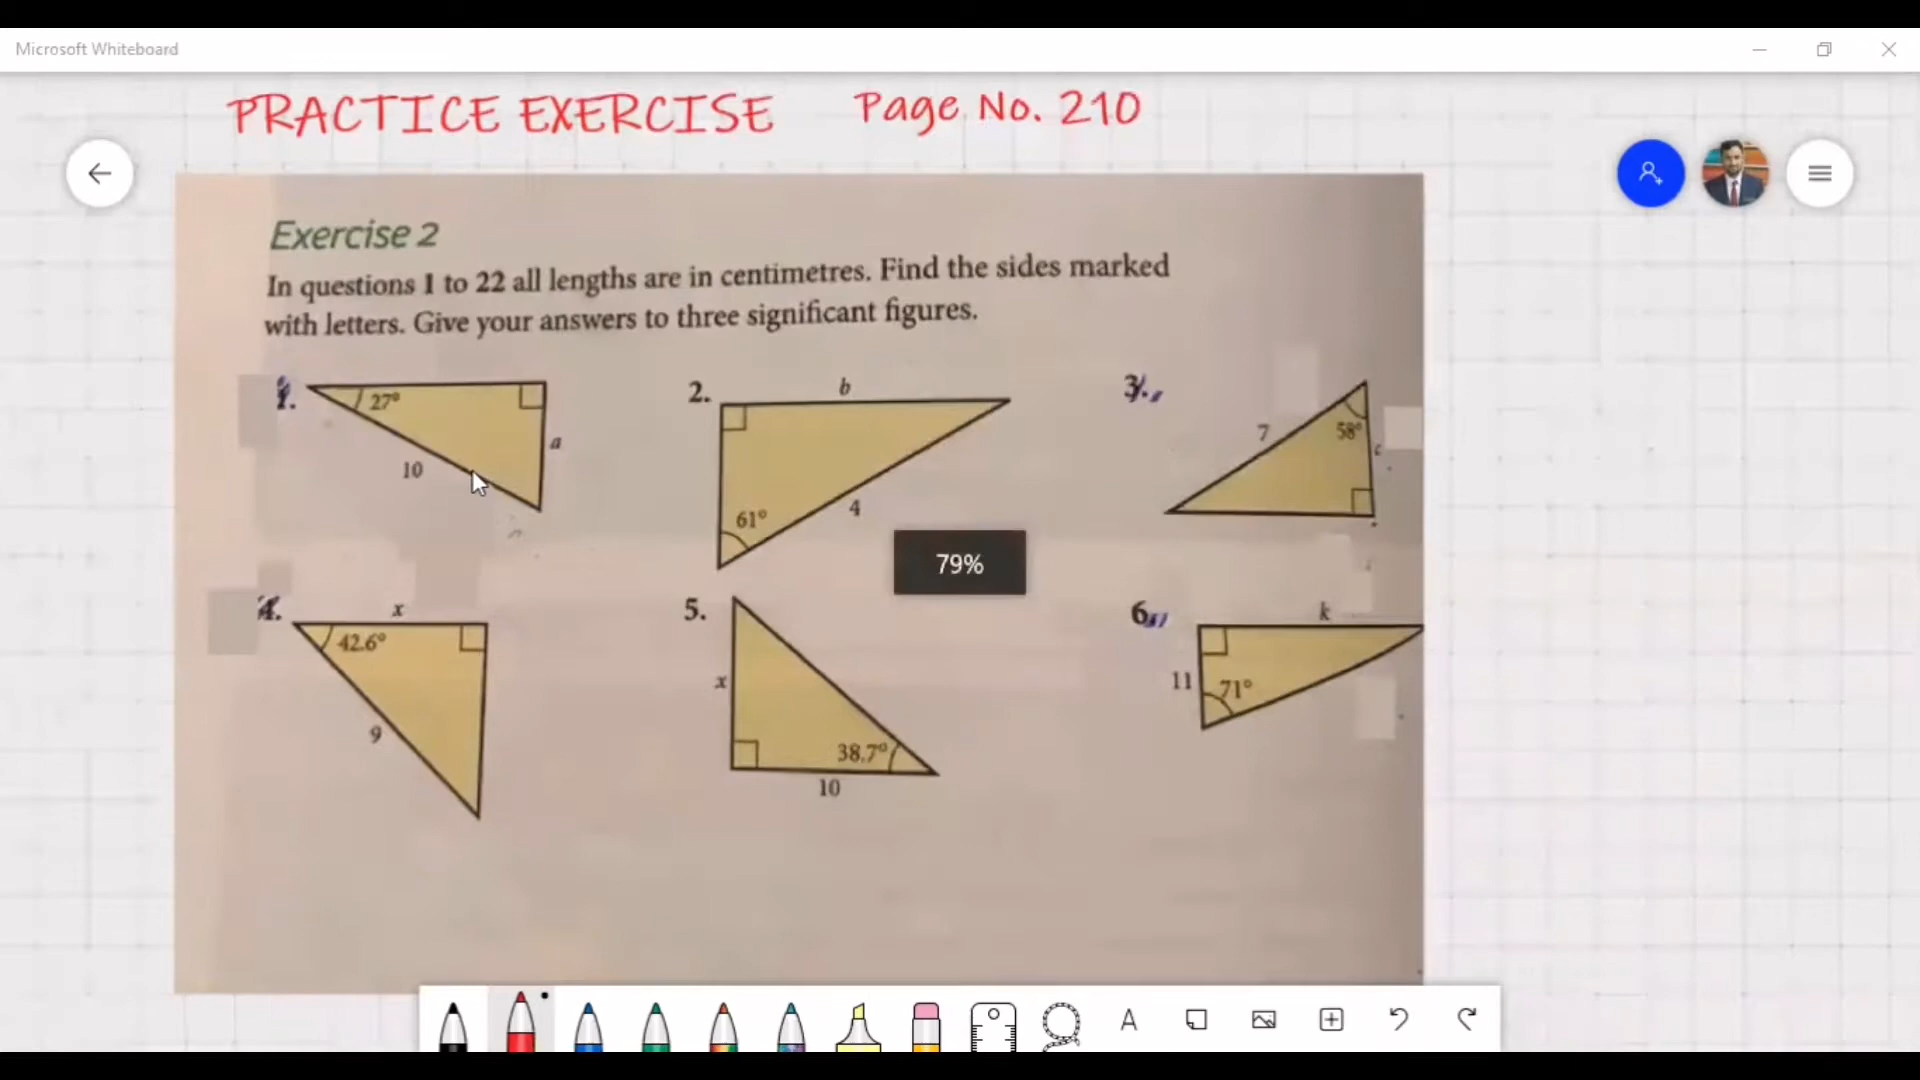 Microsoft Whiteboard
PRACTICE EXERCISE Page No. 210
Exercise 2
In questions 1 to 22 all lengths are in centimetres. Find the sides marked
with letters. Give your answers to three significant figures.
1. 27° 10 a
2. b 61° 4
3. 7 58° c
4. x 42.6° 9
5. x 38.7° 10
6. k 11 71°
79%
A